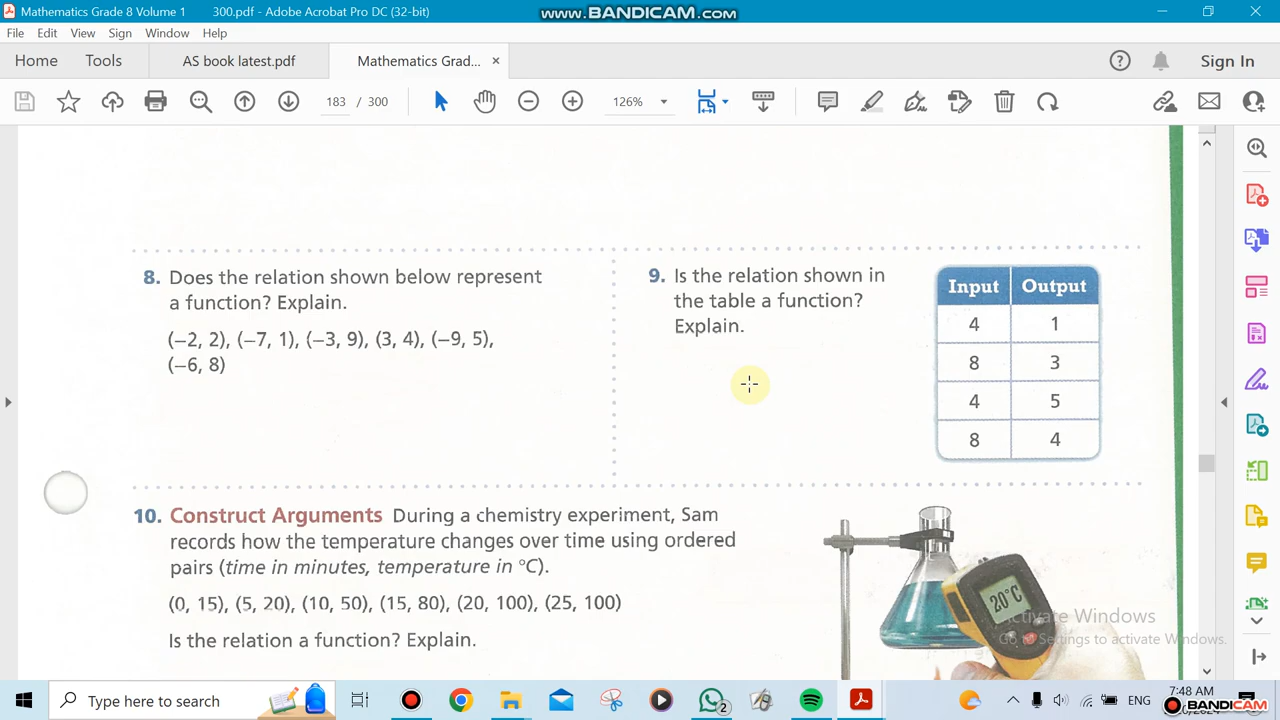 Mathematics Grade 8 Volume 1 300.pdf - Adobe Acrobat Pro DC (32-bit)
www.BANDICAM.com
File Edit View Sign Window Help
Home Tools AS book latest.pdf Mathematics Grad... × Sign In
183 / 300 126%
8. Does the relation shown below represent
a function? Explain.
(−2, 2), (−7, 1), (−3, 9), (3, 4), (−9, 5),
(−6, 8)
9. Is the relation shown in
the table a function?
Explain.
Input Output
4 1
8 3
4 5
8 4
10. Construct Arguments During a chemistry experiment, Sam
records how the temperature changes over time using ordered
pairs (time in minutes, temperature in °C).
(0, 15), (5, 20), (10, 50), (15, 80), (20, 100), (25, 100)
Is the relation a function? Explain.
20°C
Activate Windows
Go to Settings to activate Windows.
Type here to search
2
ENG
7:48 AM
BANDICAM